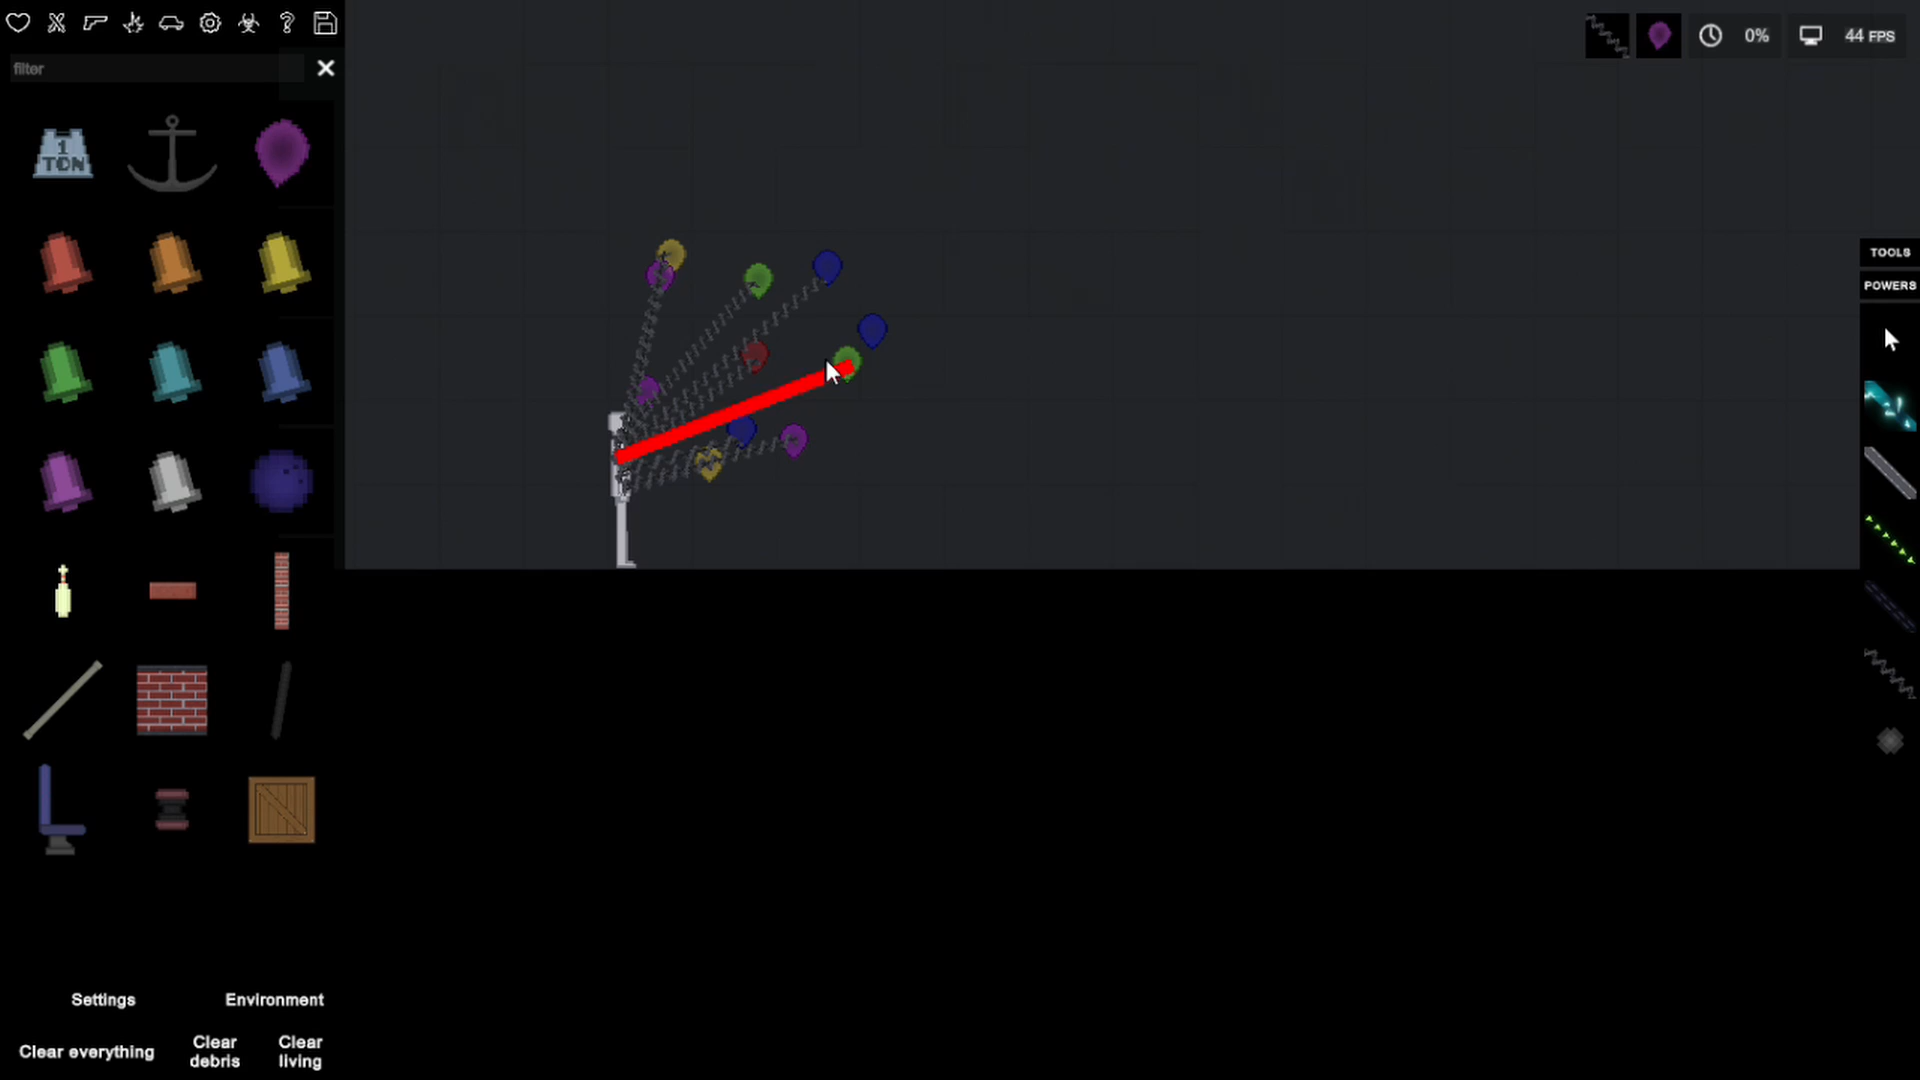 filter
1
TON
0%
44 FPS
TOOLS
POWERS
Settings
Environment
Clear everything
Clear
debris
Clear
living